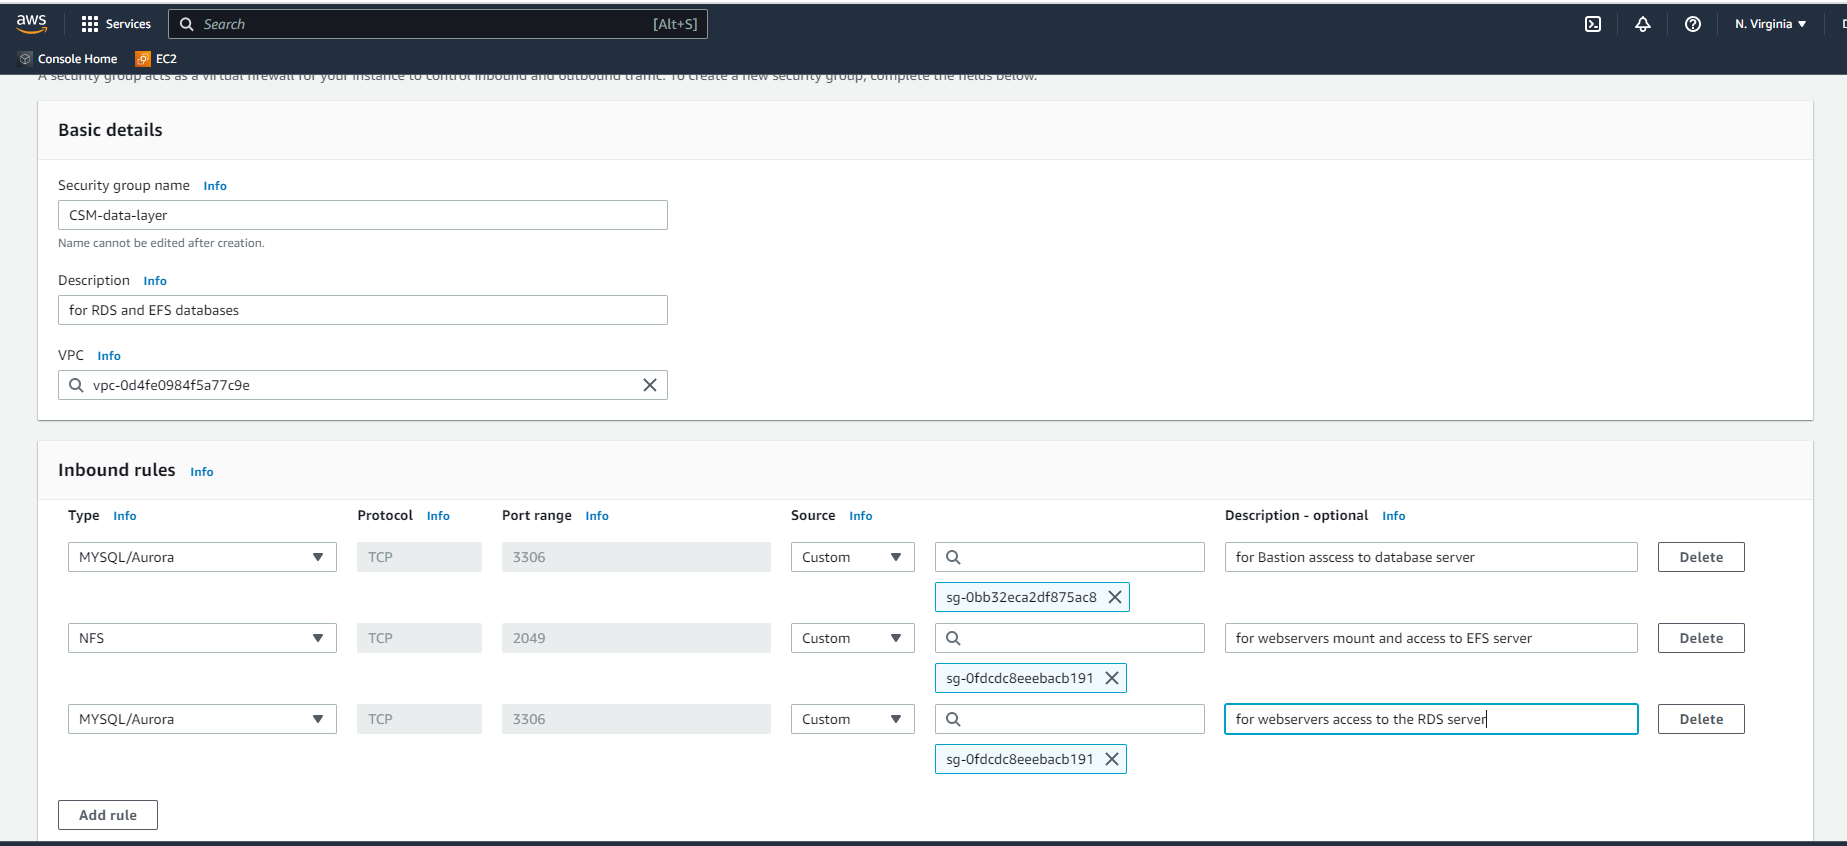 aws
Services
Search
[Alt+S]
N. Virginia
Console Home
EC2
A security group acts as a virtual firewall for your instance to control inbound and outbound traffic. To create a new security group, complete the fields below.
Basic details
Security group name Info
CSM-data-layer
Name cannot be edited after creation.
Description Info
for RDS and EFS databases
VPC Info
vpc-0d4fe0984f5a77c9e
Inbound rules Info
Type Info Protocol Info Port range Info Source Info Description - optional Info
MYSQL/Aurora TCP 3306 Custom for Bastion asscess to database server Delete
sg-0bb32eca2df875ac8
NFS TCP 2049 Custom for webservers mount and access to EFS server Delete
sg-0fdcdc8eeebacb191
MYSQL/Aurora TCP 3306 Custom for webservers access to the RDS server Delete
sg-0fdcdc8eeebacb191
Add rule